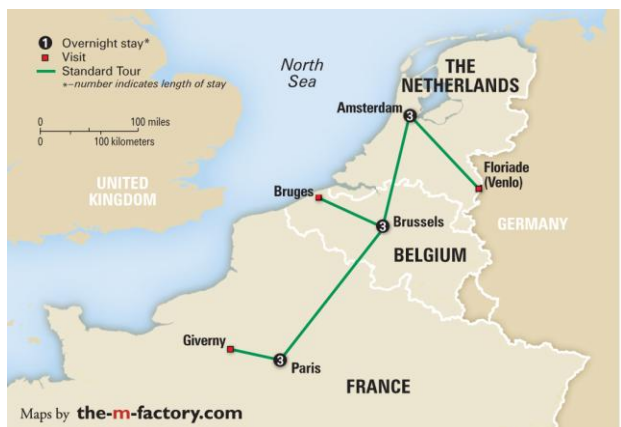 1 Overnight stay*
Visit
Standard Tour
*–number indicates length of stay
0 100 miles
0 100 kilometers
North
Sea
THE
NETHERLANDS
Amsterdam 3
Floriade
(Venlo)
UNITED
KINGDOM
Bruges
3 Brussels
GERMANY
BELGIUM
Giverny
3 Paris
FRANCE
Maps by the-m-factory.com